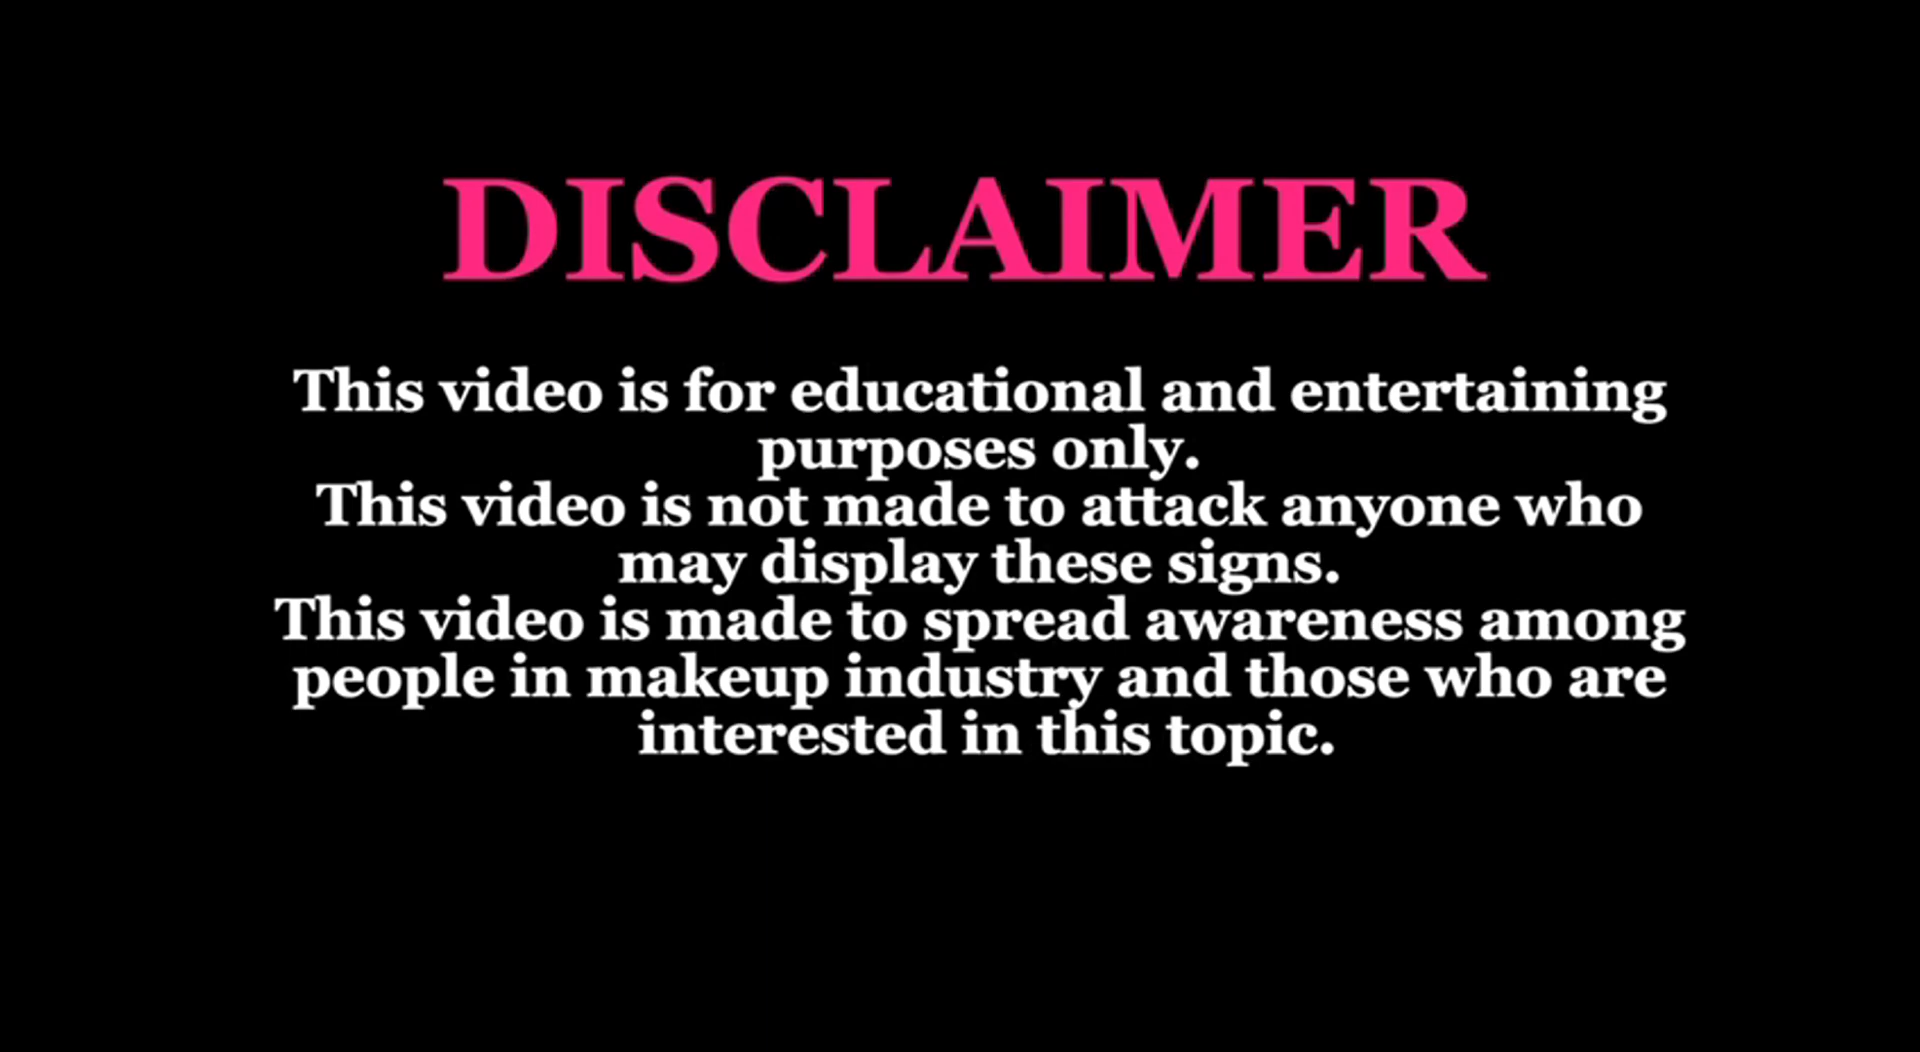 DISCLAIMER
This video is for educational and entertaining
purposes only.
This video is not made to attack anyone who
may display these signs.
This video is made to spread awareness among
people in makeup industry and those who are
interested in this topic.